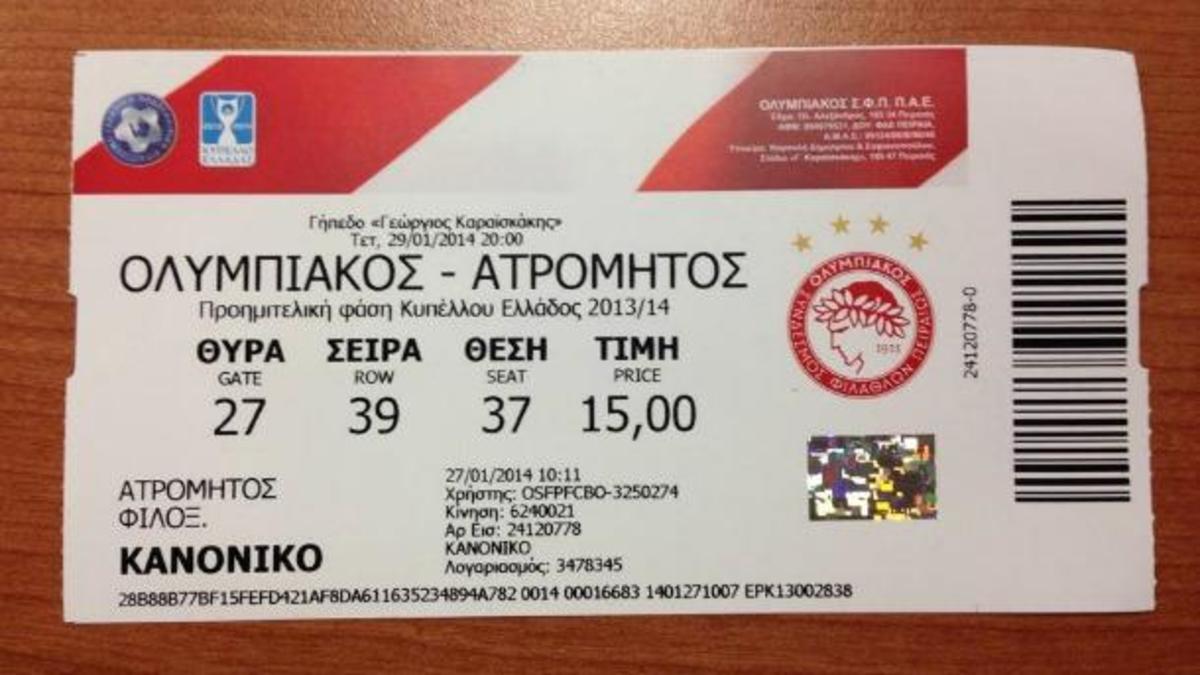 ΚΥΠΕΛΛΟ
ΕΛΛΑΔΟΣ
ΟΛΥΜΠΙΑΚΟΣ Σ.Φ.Π. Π.Α.Ε.
Γήπεδο «Γεώργιος Καραϊσκάκης»
Τετ, 29/01/2014 20:00
ΟΛΥΜΠΙΑΚΟΣ - ΑΤΡΟΜΗΤΟΣ
Προημιτελική φάση Κυπέλλου Ελλάδος 2013/14
ΘΥΡΑ ΣΕΙΡΑ ΘΕΣΗ ΤΙΜΗ
GATE ROW SEAT PRICE
27 39 37 15,00
ΟΛΥΜΠΙΑΚΟΣ ΣΥΝΔΕΣΜΟΣ ΦΙΛΑΘΛΩΝ ΠΕΙΡΑΙΩΣ
1925
24120778-0
ΑΤΡΟΜΗΤΟΣ
ΦΙΛΟΞ.
ΚΑΝΟΝΙΚΟ
27/01/2014 10:11
Χρήστης: OSFPFCBO-3250274
Κίνηση: 6240021
Αρ Εισ: 24120778
ΚΑΝΟΝΙΚΟ
Λογαριασμός: 3478345
28B88B77BF15FEFD421AF8DA611635234894A782 0014 00016683 1401271007 EPK13002838